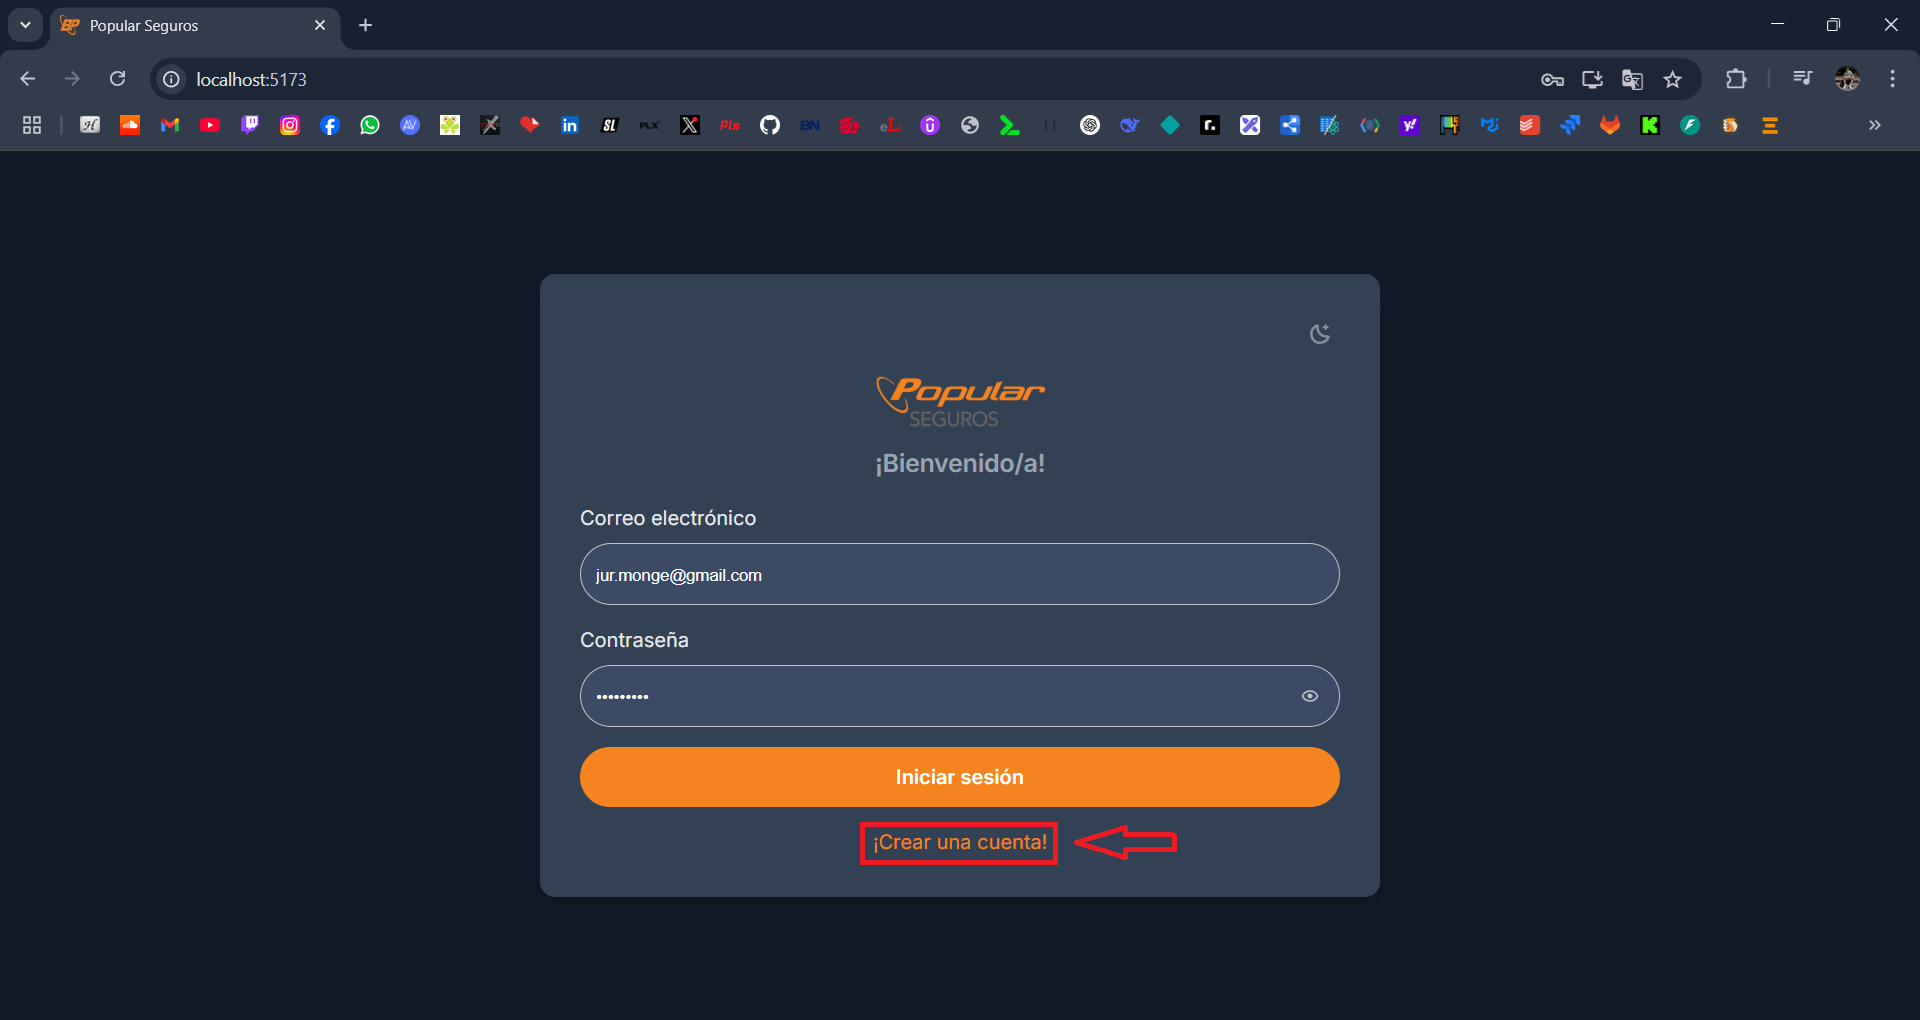 Popular Seguros
localhost:5173
Popular
SEGUROS
¡Bienvenido/a!
Correo electrónico
jur.monge@gmail.com
Contraseña
•••••••••
Iniciar sesión
¡Crear una cuenta!